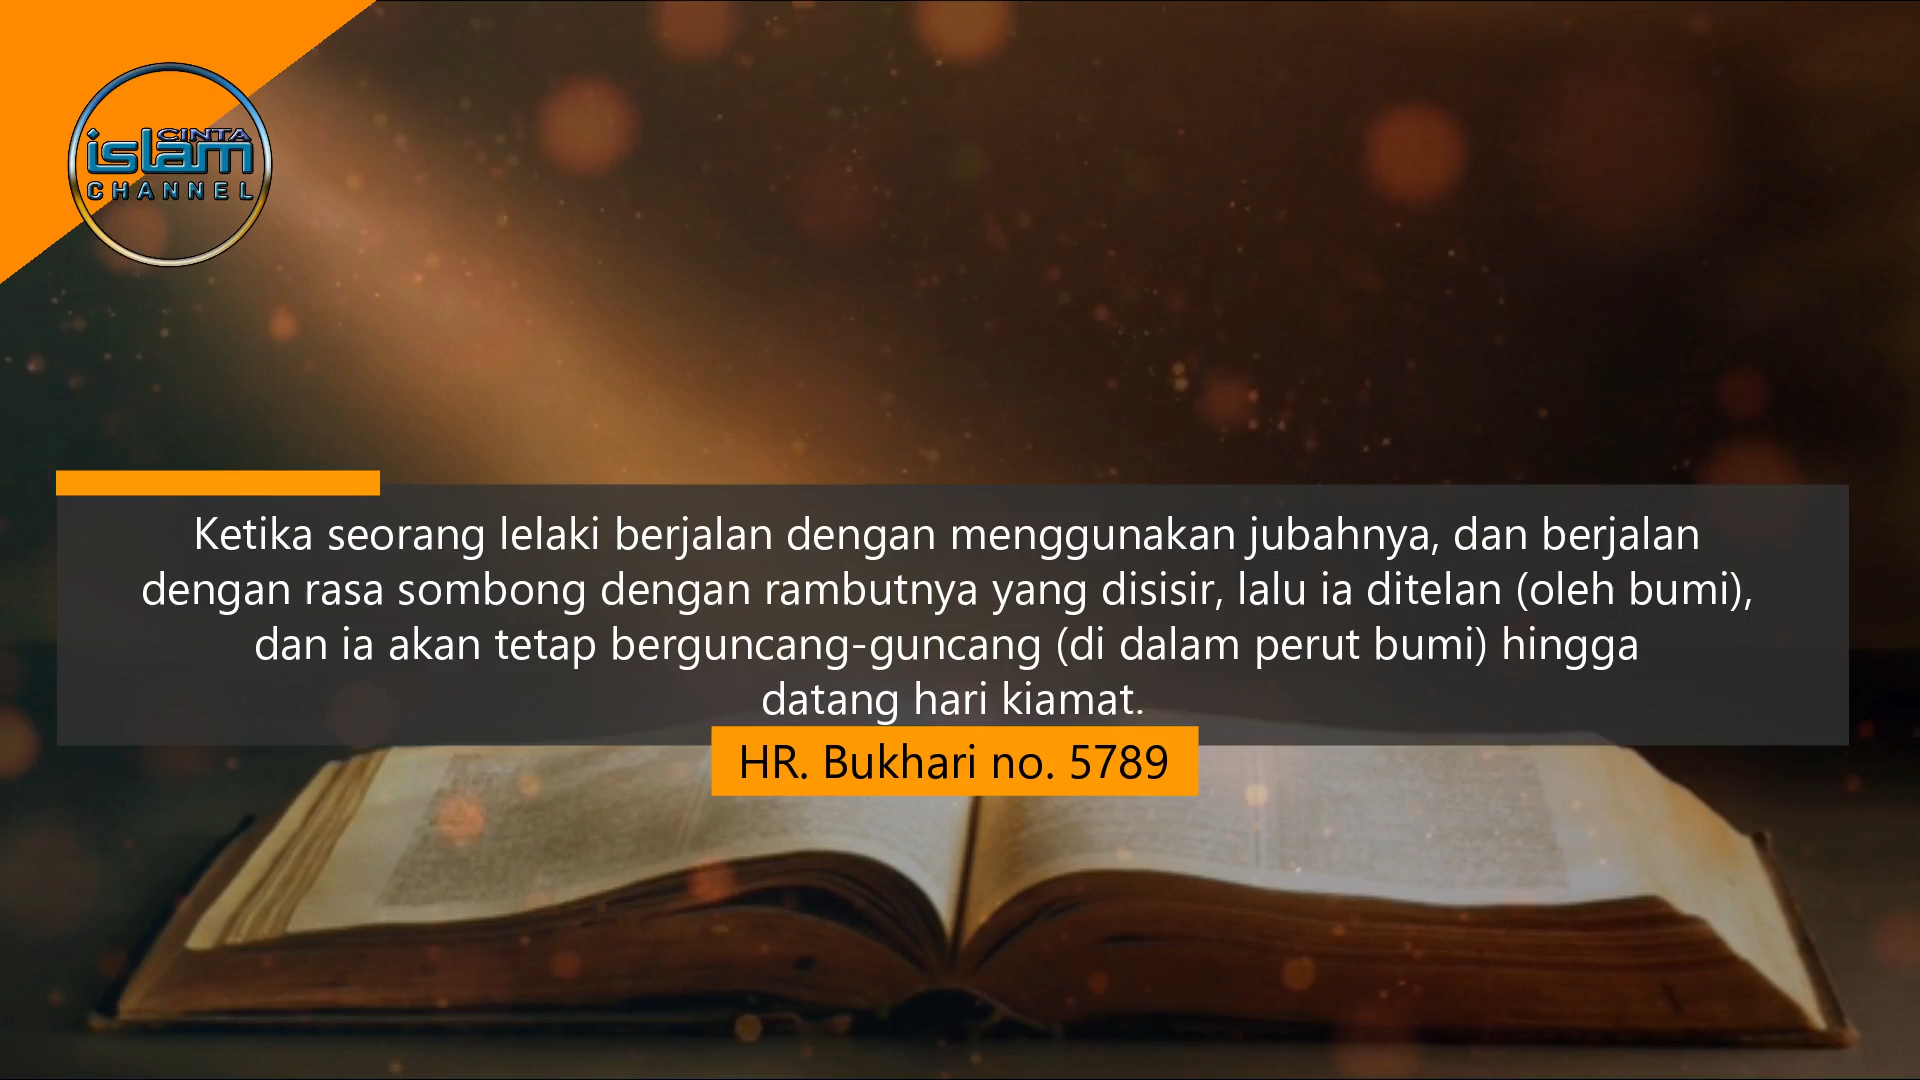 CINTA
islam
CHANNEL
Ketika seorang lelaki berjalan dengan menggunakan jubahnya, dan berjalan
dengan rasa sombong dengan rambutnya yang disisir, lalu ia ditelan (oleh bumi),
dan ia akan tetap berguncang-guncang (di dalam perut bumi) hingga
datang hari kiamat.
HR. Bukhari no. 5789